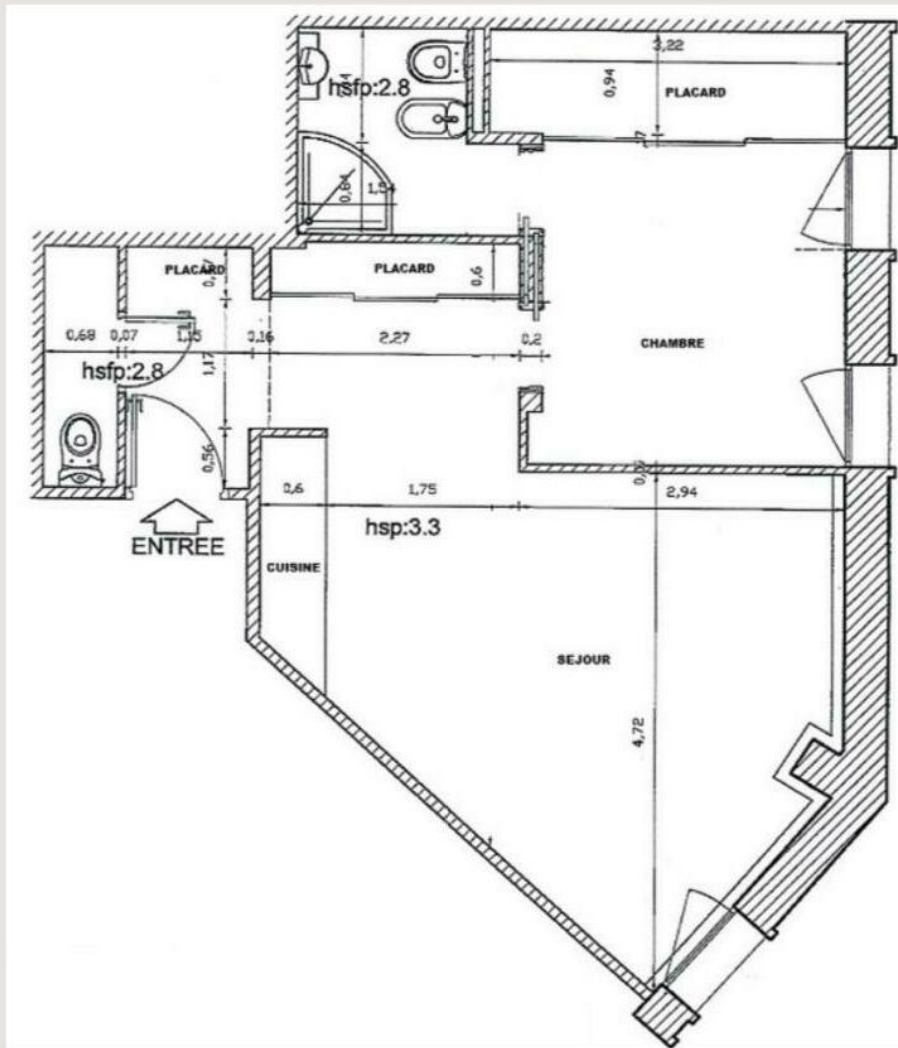 3,22
hsfp:2.8
0,94
PLACARD
0,84
1,54
PLACARD
PLACARD
0,6
0,68
0,07
1,15
0,16
2,27
0,2
CHAMBRE
1,17
hsfp:2.8
0,56
0,6
1,75
2,94
hsp:3.3
ENTREE
CUISINE
SEJOUR
4,72